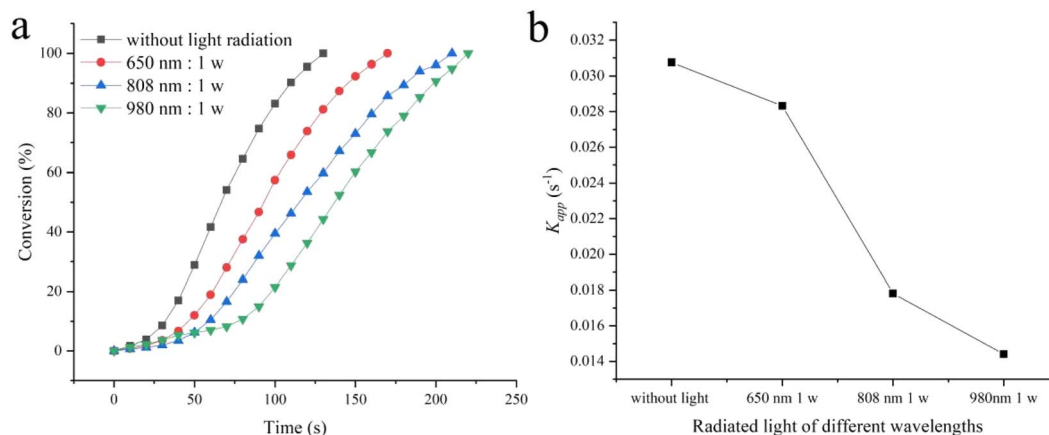 a
without light radiation
650 nm : 1 w
808 nm : 1 w
980 nm : 1 w
100
80
60
40
20
0
Conversion (%)
0 50 100 150 200 250
Time (s)
b
0.032
0.030
0.028
0.026
0.024
0.022
0.020
0.018
0.016
0.014
Kapp (s-1)
without light 650 nm 1 w 808 nm 1 w 980nm 1 w
Radiated light of different wavelengths